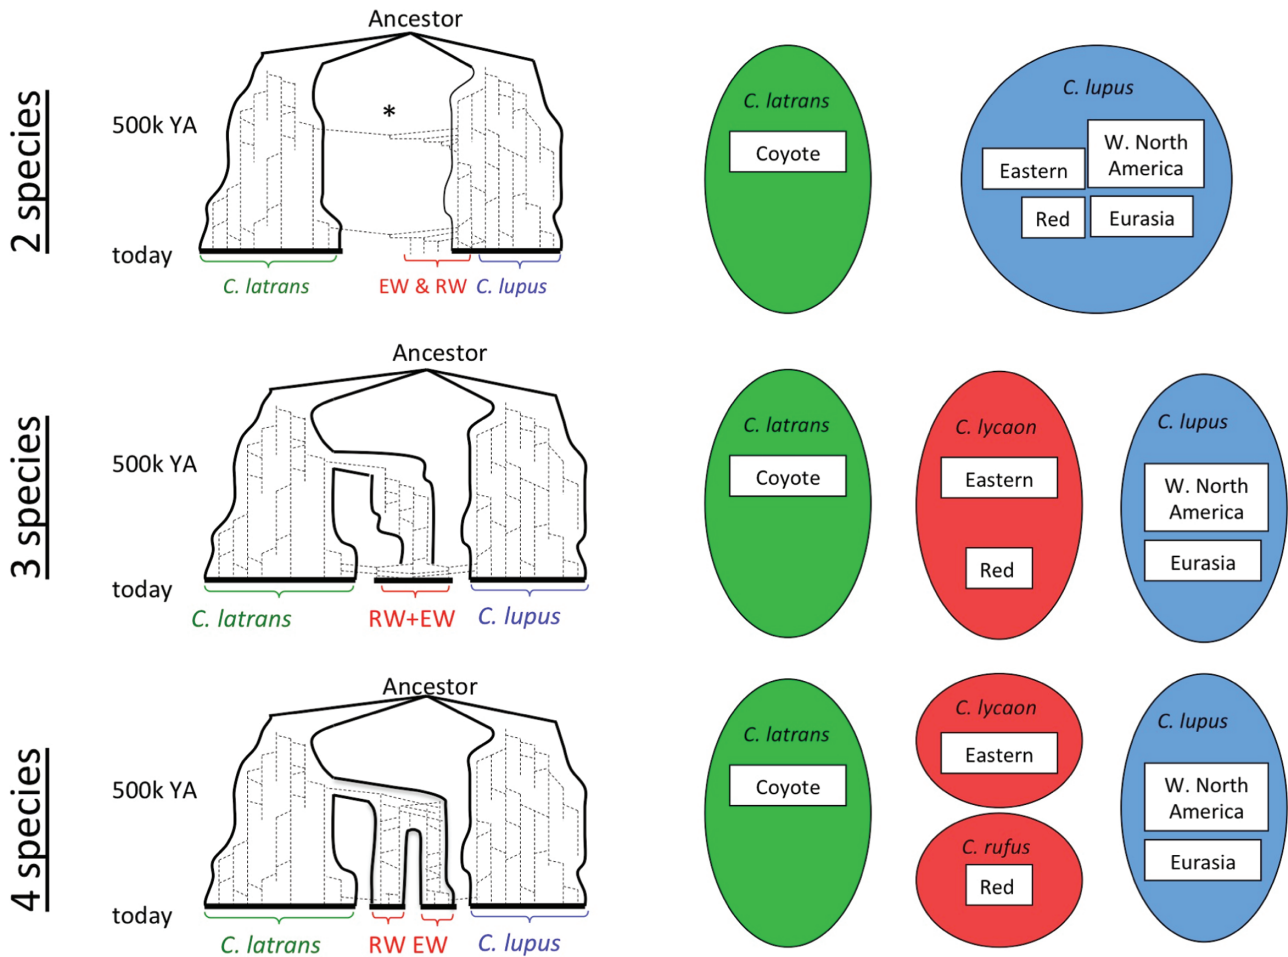 2 species
Ancestor
500k YA
*
today
C. latrans
EW & RW
C. lupus
C. latrans
Coyote
C. lupus
Eastern
W. North
America
Red
Eurasia
3 species
Ancestor
500k YA
today
C. latrans
RW+EW
C. lupus
C. latrans
Coyote
C. lycaon
Eastern
Red
C. lupus
W. North
America
Eurasia
4 species
Ancestor
500k YA
today
C. latrans
RW EW
C. lupus
C. latrans
Coyote
C. lycaon
Eastern
C. rufus
Red
C. lupus
W. North
America
Eurasia